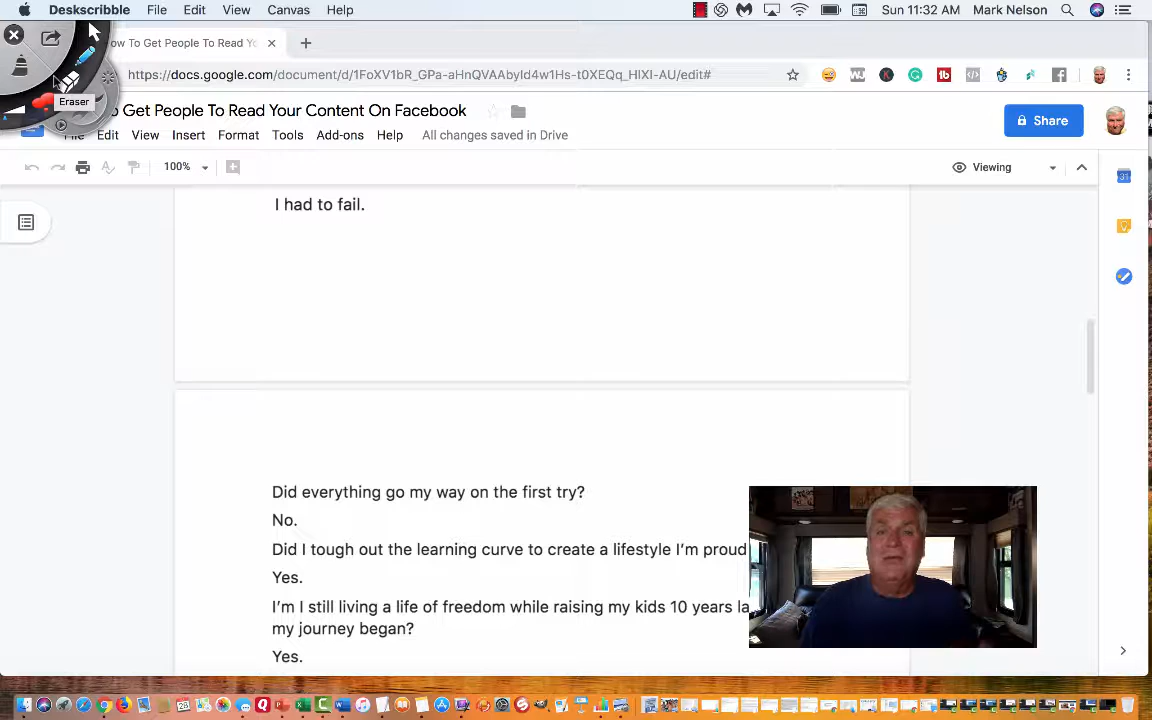 Deskscribble File Edit View Canvas Help
Sun 11:32 AM Mark Nelson
ow To Get People To Read Yo
https://docs.google.com/document/d/1FoXV1bR_GPa-aHnQVAAbyId4w1Hs-t0XEQq_HIXI-AU/edit#
Eraser
o Get People To Read Your Content On Facebook
Share
File Edit View Insert Format Tools Add-ons Help All changes saved in Drive
100%
Viewing
I had to fail.
Did everything go my way on the first try?
No.
Did I tough out the learning curve to create a lifestyle I'm proud
Yes.
I'm I still living a life of freedom while raising my kids 10 years la
my journey began?
Yes.